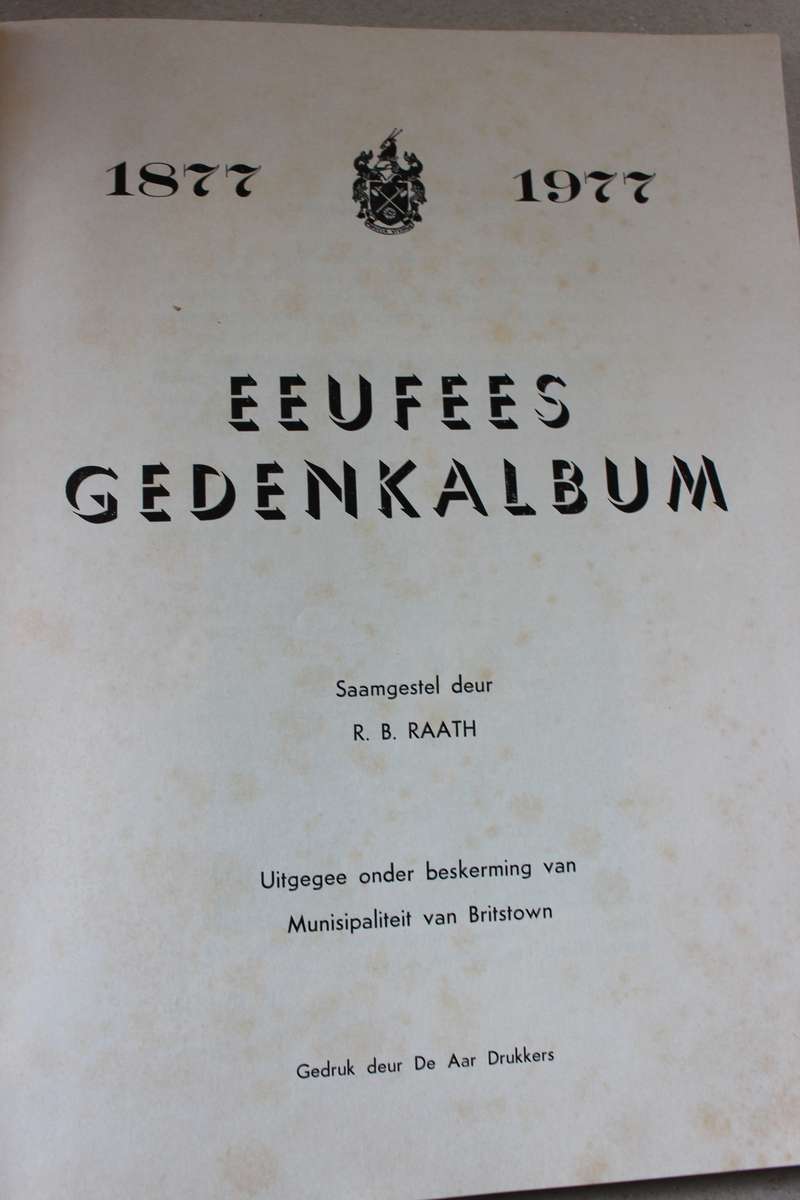 1877 1977
EEUFEES
GEDENKALBUM
Saamgestel deur
R. B. RAATH
Uitgegee onder beskerming van
Munisipaliteit van Britstown
Gedruk deur De Aar Drukkers